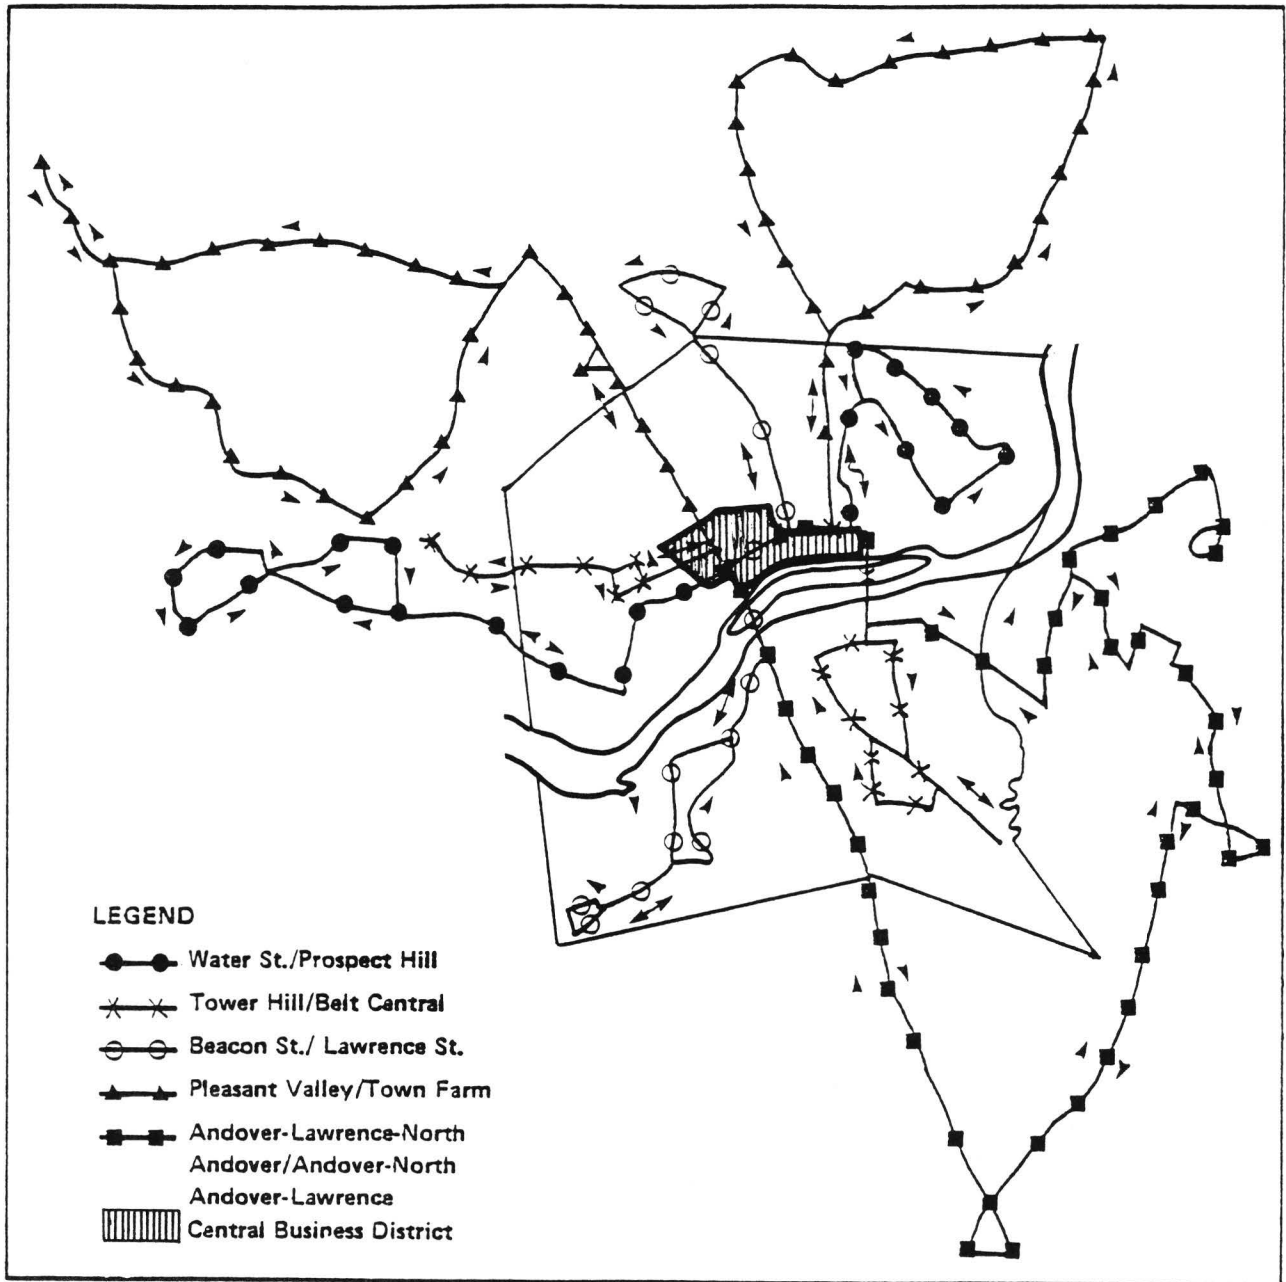 LEGEND
Water St./Prospect Hill
Tower Hill/Belt Central
Beacon St./ Lawrence St.
Pleasant Valley/Town Farm
Andover-Lawrence-North
Andover/Andover-North
Andover-Lawrence
Central Business District